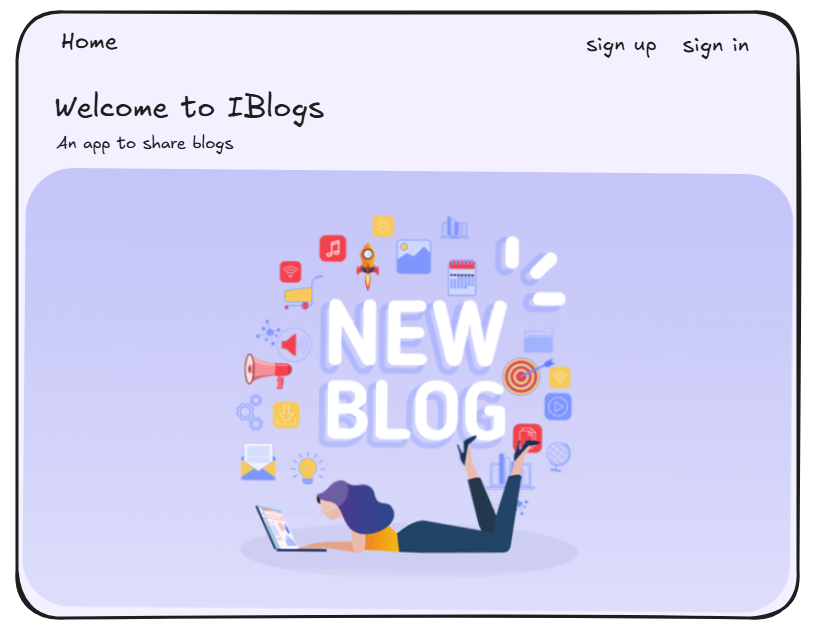 Home sign up sign in
Welcome to IBlogs
An app to share blogs
NEW
BLOG